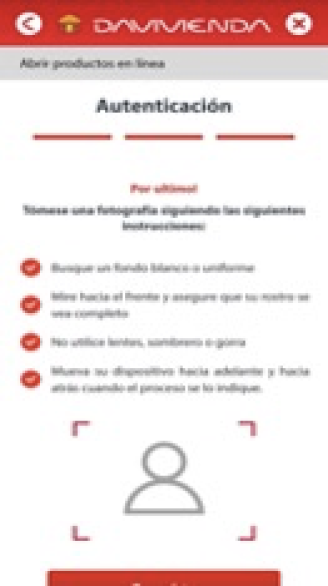 DAVIVIENDA
Abrir productos en línea
Autenticación
Por ultimo!
Tómese una fotografía siguiendo las siguientes
instrucciones:
Busque un fondo blanco o uniforme
Mire hacia el frente y asegure que su rostro se
vea completo
No utilice lentes, sombrero o gorra
Mueva su dispositivo hacia adelante y hacia
atrás cuando el proceso se lo indique.